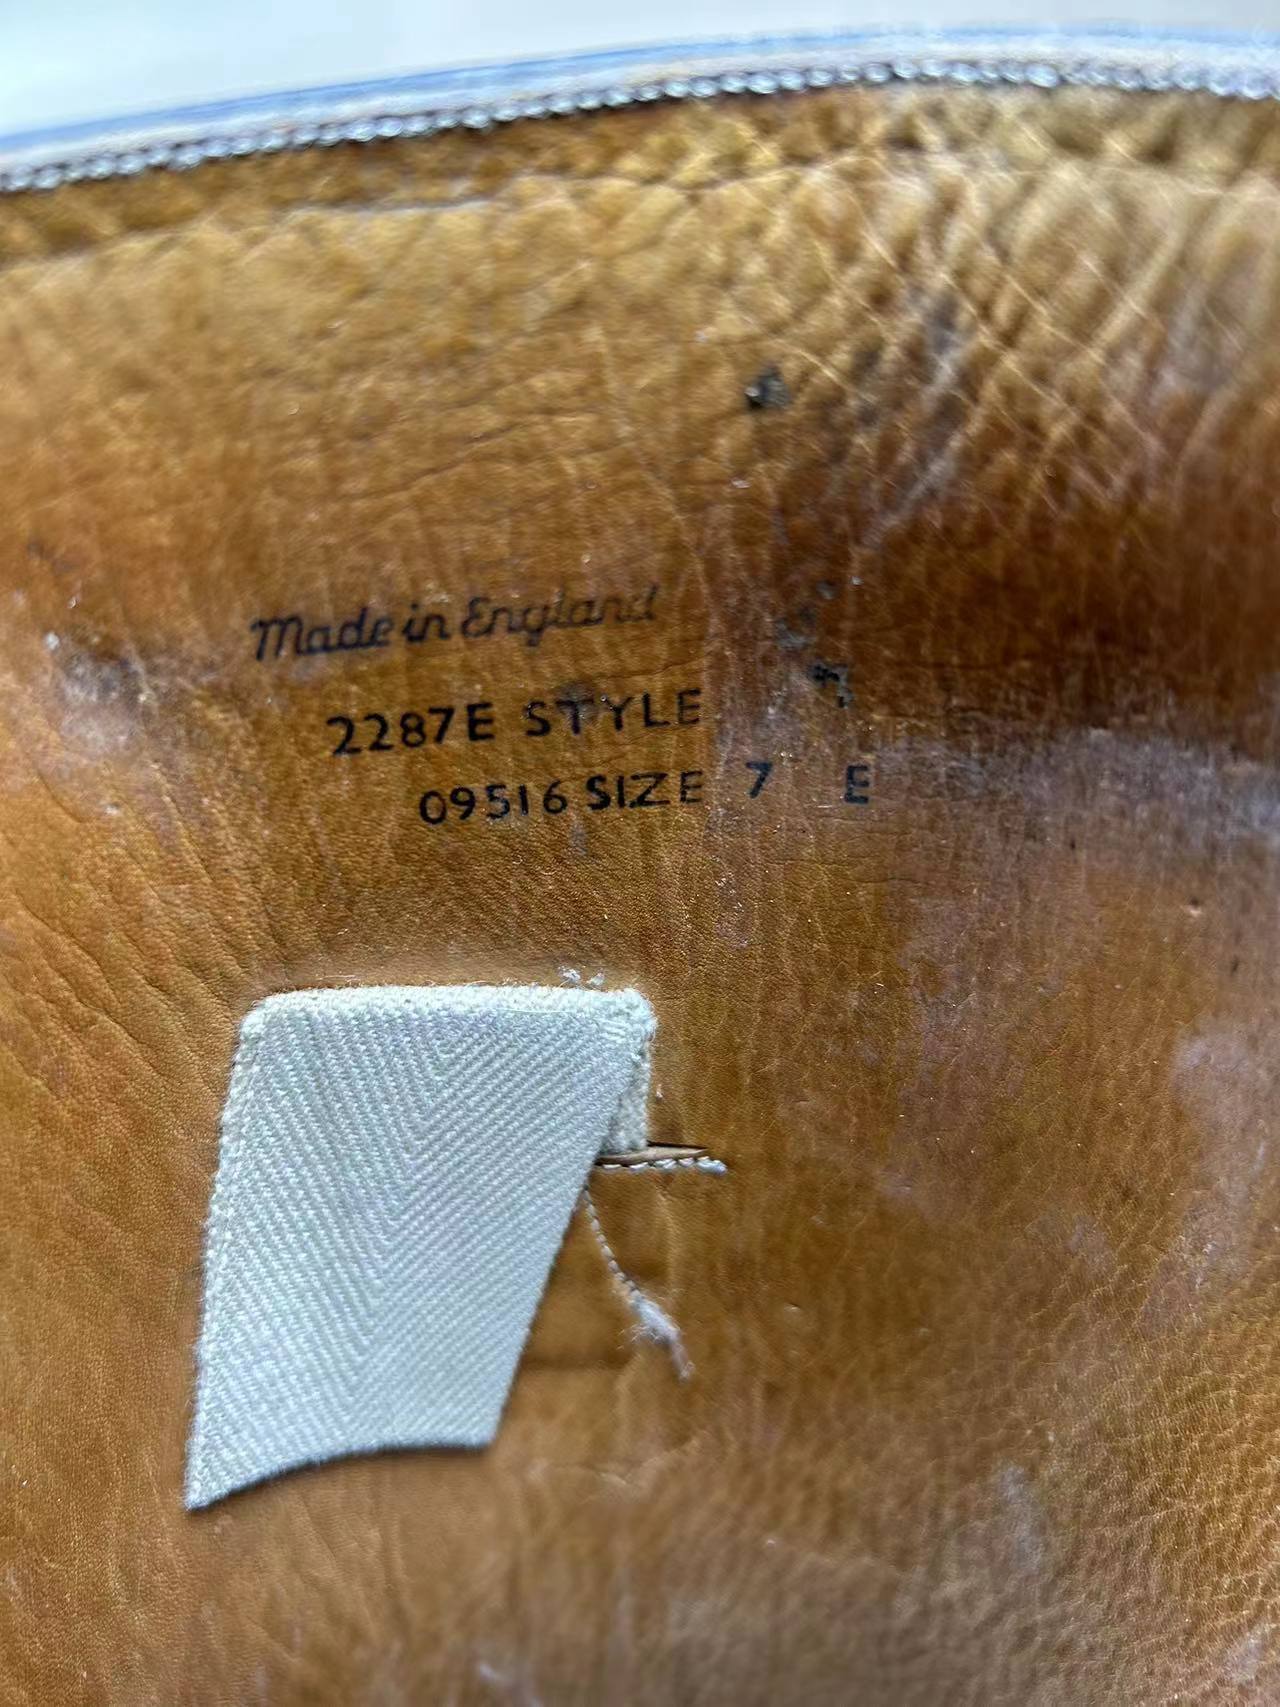 Made in England
2287E STYLE
09516 SIZE 7 E